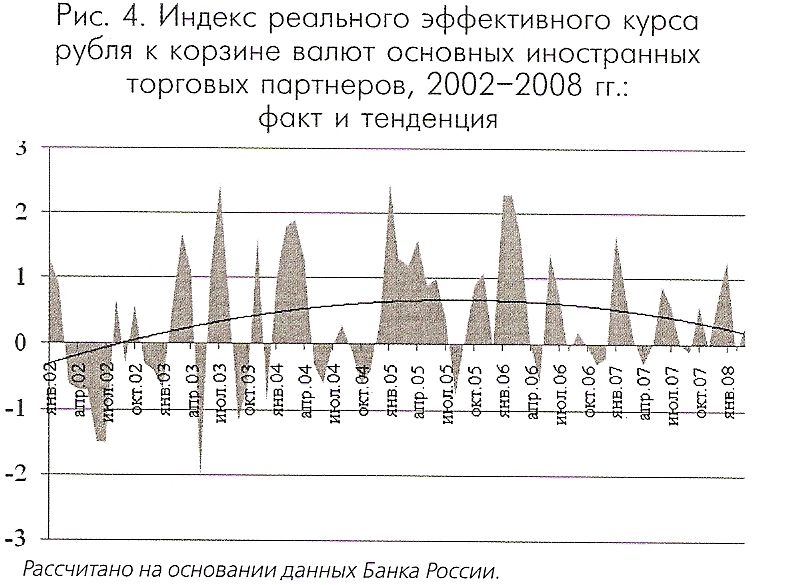 Рис. 4. Индекс реального эффективного курса
рубля к корзине валют основных иностранных
торговых партнеров, 2002–2008 гг.:
факт и тенденция
3
2
1
0
-1
-2
-3
янв.02
апр.02
июл.02
окт.02
янв.03
апр.03
июл.03
окт.03
янв.04
апр.04
июл.04
окт.04
янв.05
апр.05
июл.05
окт.05
янв.06
апр.06
июл.06
окт.06
янв.07
апр.07
июл.07
окт.07
янв.08
Рассчитано на основании данных Банка России.